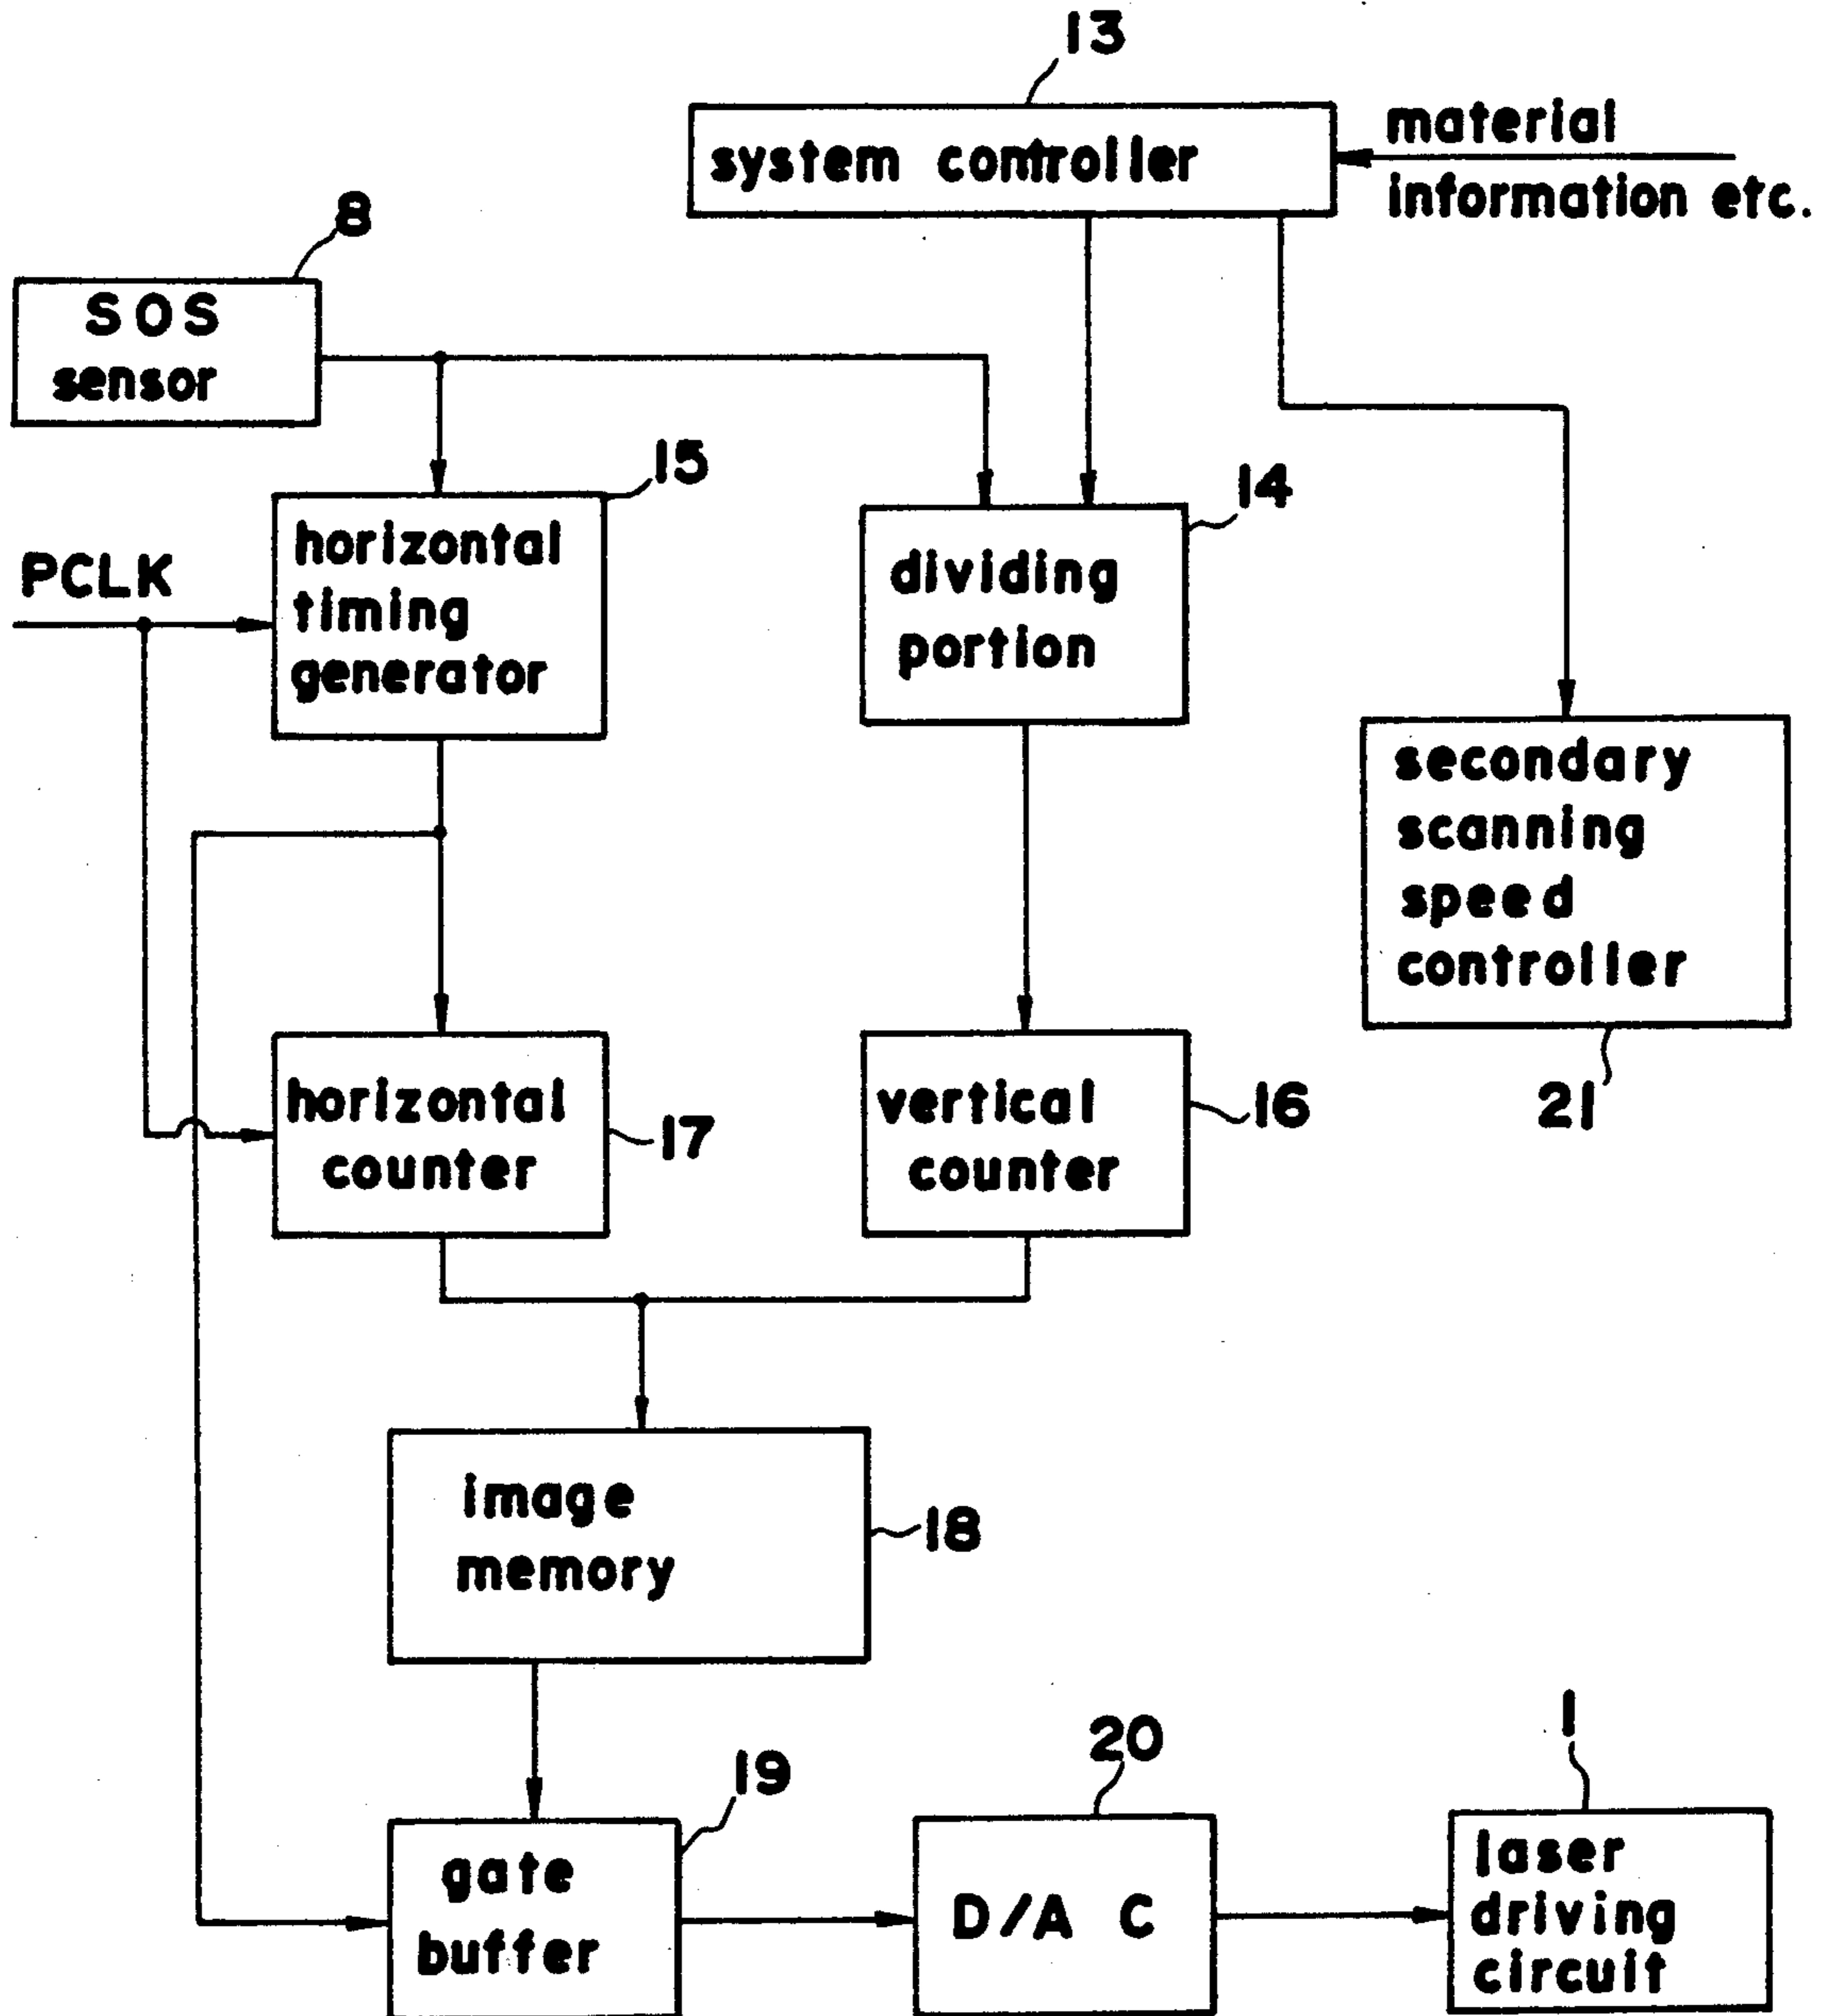 13
system controller
material
information etc.
8
SOS
sensor
15
horizontal
timing
generator
PCLK
14
dividing
portion
secondary
scanning
speed
controller
21
horizontal
counter
17
vertical
counter
16
image
memory
18
19
gate
buffer
20
D/A C
1
laser
driving
circuit